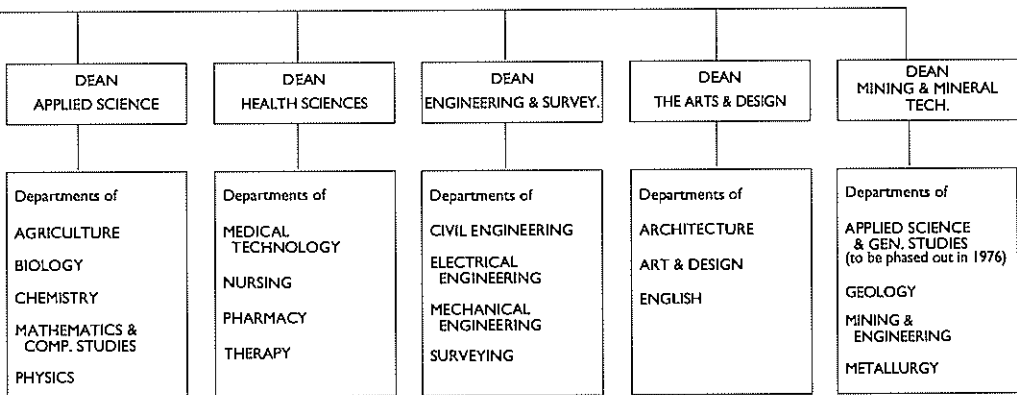 DEAN
APPLIED SCIENCE
DEAN
HEALTH SCIENCES
DEAN
ENGINEERING & SURVEY.
DEAN
THE ARTS & DESIGN
DEAN
MINING & MINERAL
TECH.
Departments of
AGRICULTURE
BIOLOGY
CHEMISTRY
MATHEMATICS &
COMP. STUDIES
PHYSICS
Departments of
MEDICAL
TECHNOLOGY
NURSING
PHARMACY
THERAPY
Departments of
CIVIL ENGINEERING
ELECTRICAL
ENGINEERING
MECHANICAL
ENGINEERING
SURVEYING
Departments of
ARCHITECTURE
ART & DESIGN
ENGLISH
Departments of
APPLIED SCIENCE
& GEN. STUDIES
(to be phased out in 1976)
GEOLOGY
MINING &
ENGINEERING
METALLURGY